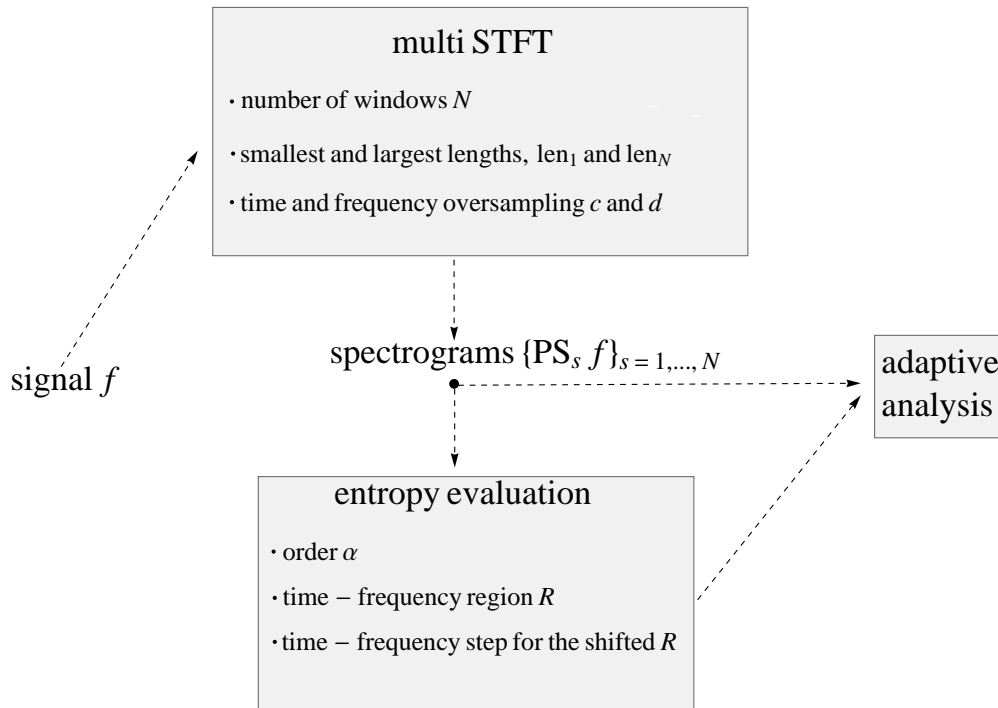 multi STFT
· number of windows N
· smallest and largest lengths, len₁ and len_N
· time and frequency oversampling c and d
signal f
spectrograms {PS_s f}_{s = 1,..., N}
adaptive
analysis
entropy evaluation
· order α
· time − frequency region R
· time − frequency step for the shifted R